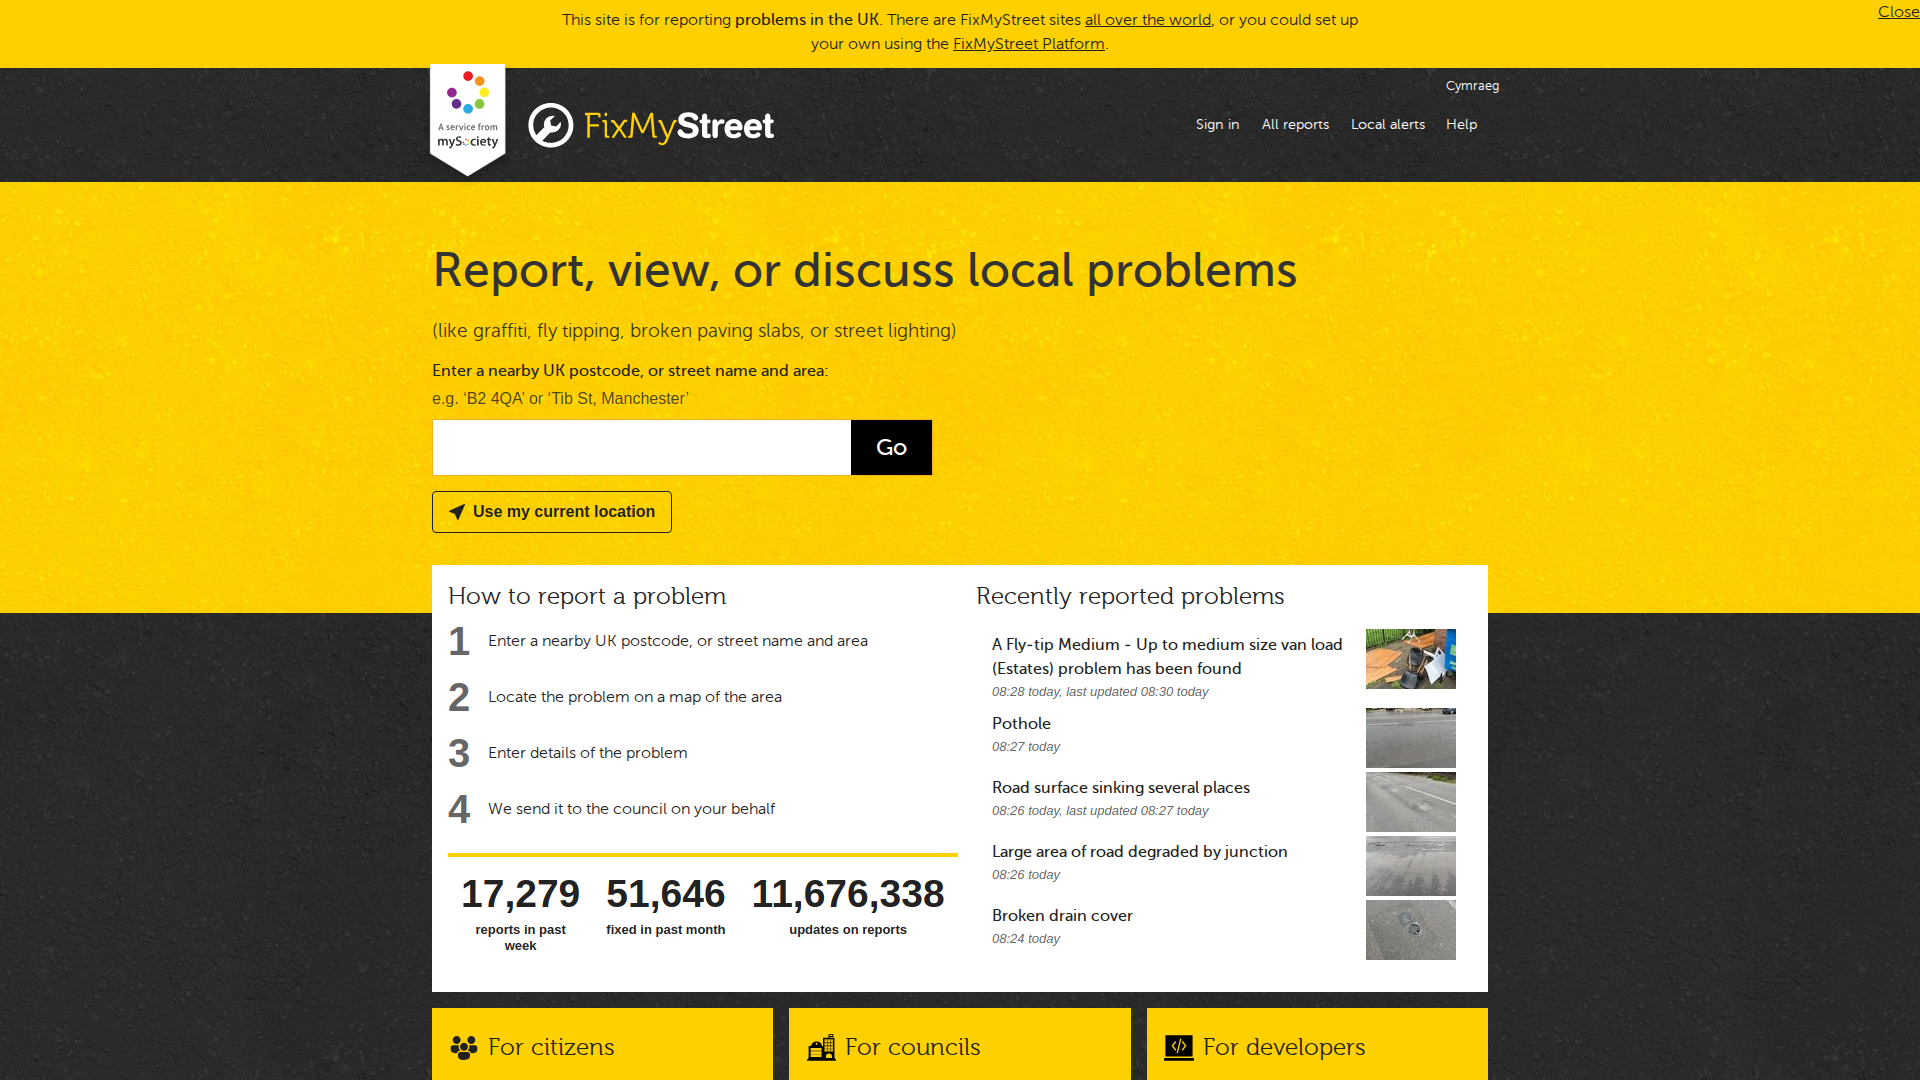 This site is for reporting problems in the UK. There are FixMyStreet sites all over the world, or you could set up
your own using the FixMyStreet Platform.
Close
Cymraeg
A service from
mySociety
FixMyStreet
Sign in
All reports
Local alerts
Help
Report, view, or discuss local problems
(like graffiti, fly tipping, broken paving slabs, or street lighting)
Enter a nearby UK postcode, or street name and area:
e.g. ‘B2 4QA’ or ‘Tib St, Manchester’
Go
Use my current location
How to report a problem
1 Enter a nearby UK postcode, or street name and area
2 Locate the problem on a map of the area
3 Enter details of the problem
4 We send it to the council on your behalf
17,279
reports in past
week
51,646
fixed in past month
11,676,338
updates on reports
Recently reported problems
A Fly-tip Medium - Up to medium size van load
(Estates) problem has been found
08:28 today, last updated 08:30 today
Pothole
08:27 today
Road surface sinking several places
08:26 today, last updated 08:27 today
Large area of road degraded by junction
08:26 today
Broken drain cover
08:24 today
For citizens
For councils
For developers